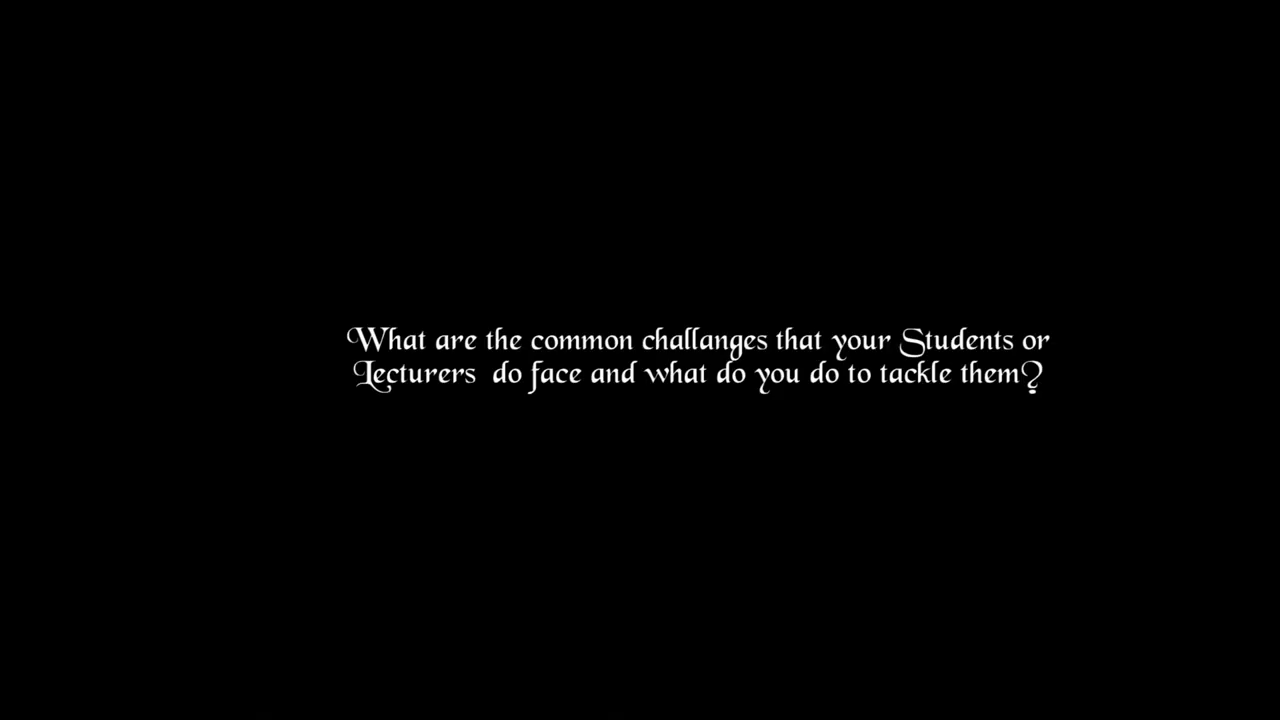 What are the common challanges that your Students or
Lecturers do face and what do you do to tackle them?